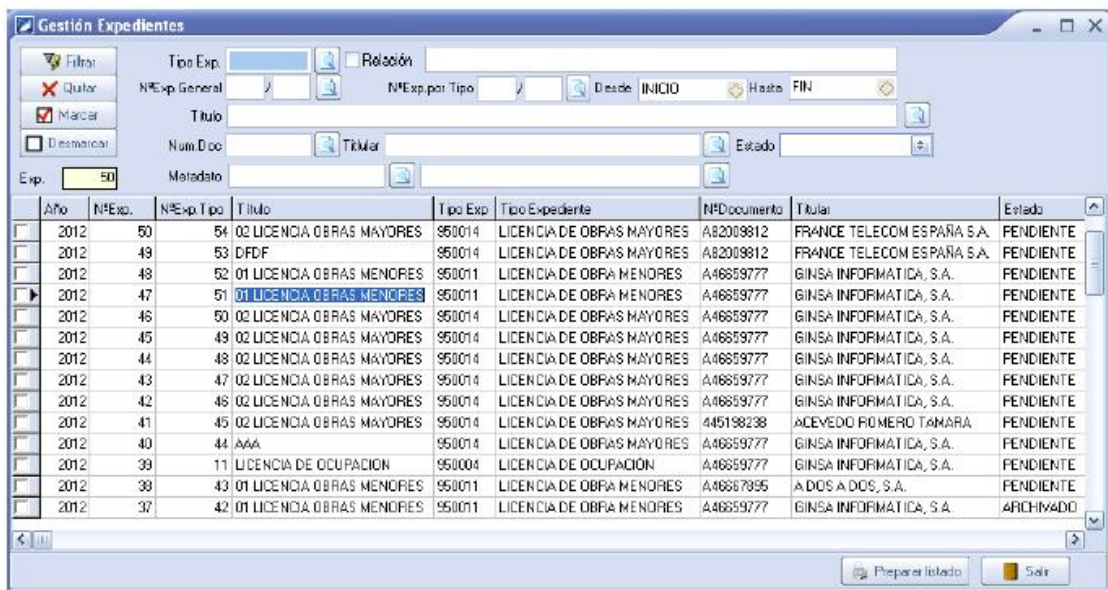 Gestión Expedientes
Filtrar Tipo Exp. Relación
Quitar NºExp.General / NºExp.por Tipo / Desde INICIO Hasta FIN
Marcar Título
Desmarcar Num.Doc Titular Estado
Exp. 50 Metadato
Año NºExp. NºExp.Tipo Título Tipo Exp Tipo Expediente NºDocumento Titular Estado
2012 50 54 02 LICENCIA OBRAS MAYORES 950014 LICENCIA DE OBRAS MAYORES A82009812 FRANCE TELECOM ESPAÑA S.A. PENDIENTE
2012 49 53 DFDF 950014 LICENCIA DE OBRAS MAYORES A82009812 FRANCE TELECOM ESPAÑA S.A. PENDIENTE
2012 48 52 01 LICENCIA OBRAS MENORES 950011 LICENCIA DE OBRA MENORES A46659777 GINSA INFORMATICA, S.A. PENDIENTE
2012 47 51 01 LICENCIA OBRAS MENORES 950011 LICENCIA DE OBRA MENORES A46659777 GINSA INFORMATICA, S.A. PENDIENTE
2012 46 50 02 LICENCIA OBRAS MAYORES 950014 LICENCIA DE OBRAS MAYORES A46659777 GINSA INFORMATICA, S.A. PENDIENTE
2012 45 49 02 LICENCIA OBRAS MAYORES 950014 LICENCIA DE OBRAS MAYORES A46659777 GINSA INFORMATICA, S.A. PENDIENTE
2012 44 48 02 LICENCIA OBRAS MAYORES 950014 LICENCIA DE OBRAS MAYORES A46659777 GINSA INFORMATICA, S.A. PENDIENTE
2012 43 47 02 LICENCIA OBRAS MAYORES 950014 LICENCIA DE OBRAS MAYORES A46659777 GINSA INFORMATICA, S.A. PENDIENTE
2012 42 46 02 LICENCIA OBRAS MAYORES 950014 LICENCIA DE OBRAS MAYORES A46659777 GINSA INFORMATICA, S.A. PENDIENTE
2012 41 45 02 LICENCIA OBRAS MAYORES 950014 LICENCIA DE OBRAS MAYORES 44519823B ACEVEDO ROMERO TAMARA PENDIENTE
2012 40 44 AAA 950014 LICENCIA DE OBRAS MAYORES A46659777 GINSA INFORMATICA, S.A. PENDIENTE
2012 39 11 LICENCIA DE OCUPACION 950004 LICENCIA DE OCUPACIÓN A46659777 GINSA INFORMATICA, S.A. PENDIENTE
2012 38 43 01 LICENCIA OBRAS MENORES 950011 LICENCIA DE OBRA MENORES A46667895 A DOS A DOS, S.A. PENDIENTE
2012 37 42 01 LICENCIA OBRAS MENORES 950011 LICENCIA DE OBRA MENORES A46659777 GINSA INFORMATICA, S.A. ARCHIVADO
Preparar listado Salir